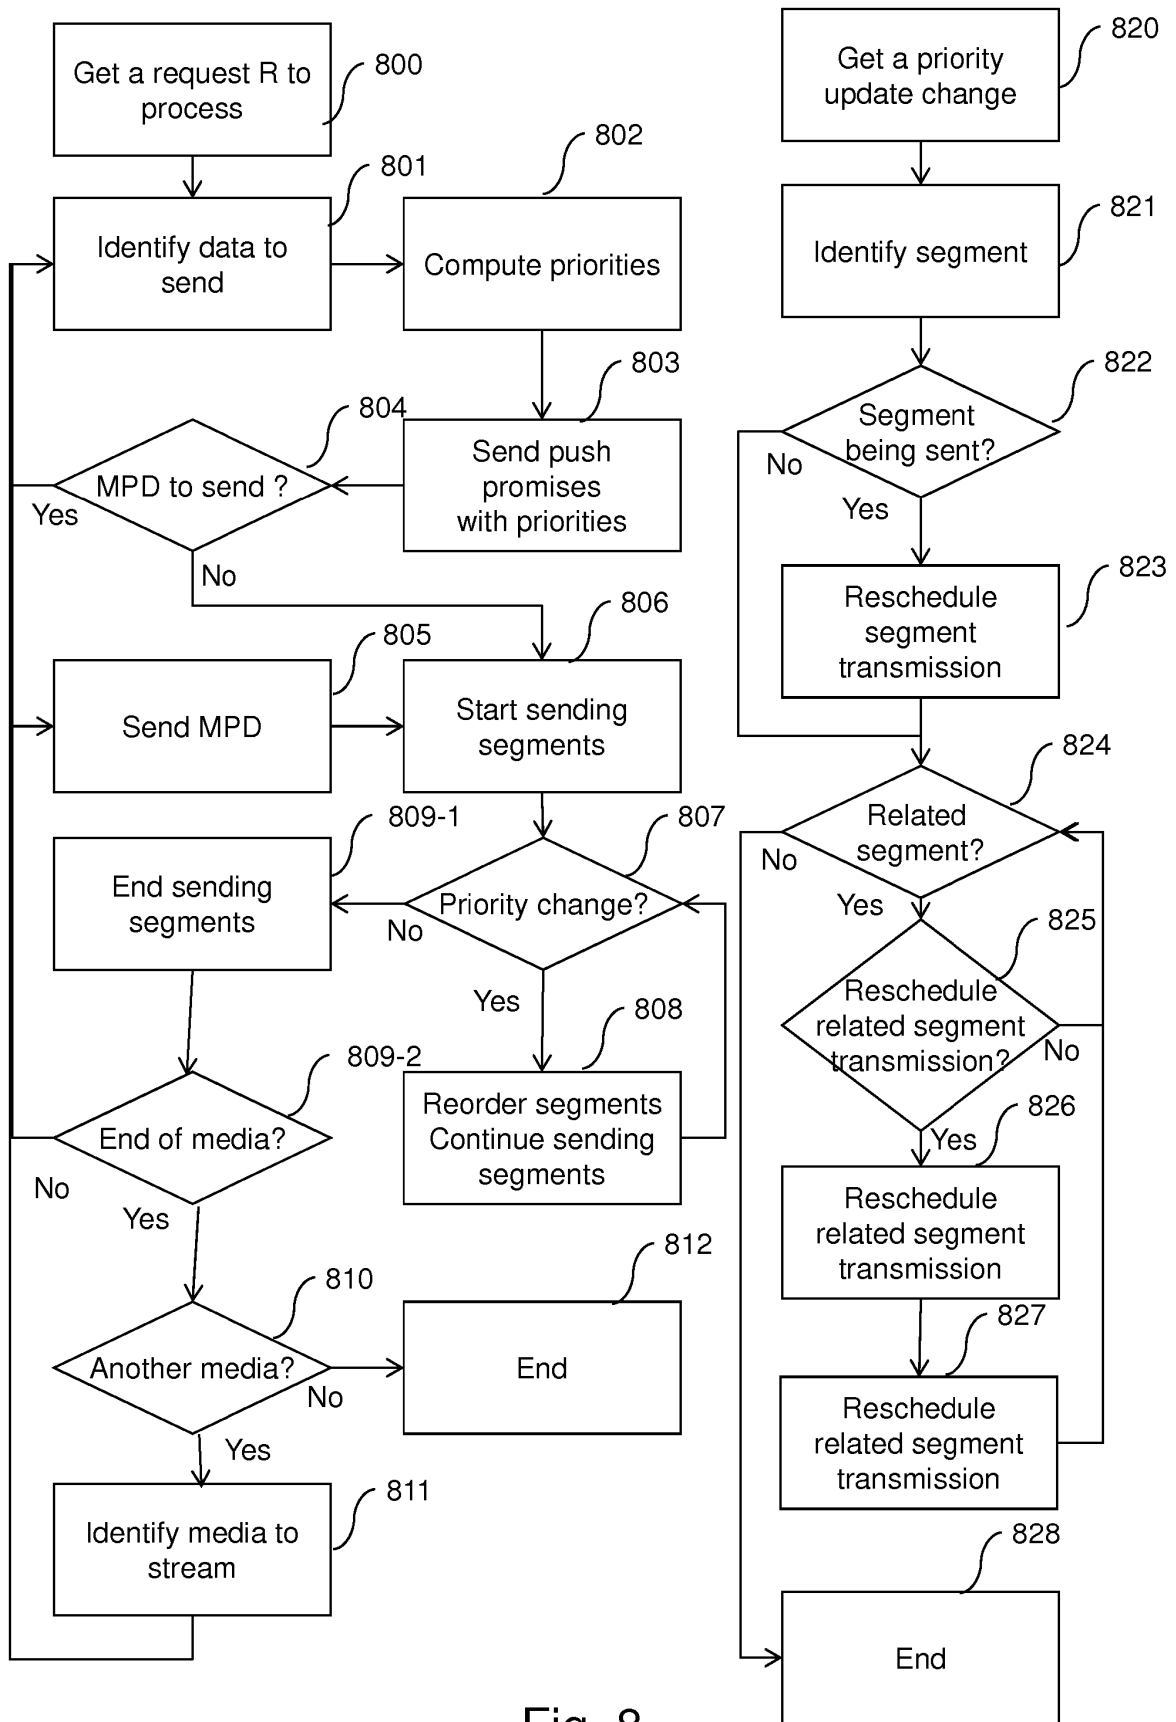 Get a request R to
process
800
Identify data to
send
801
Compute priorities
802
Send push
promises
with priorities
803
MPD to send ?
804
Yes
No
Send MPD
805
Start sending
segments
806
Priority change?
807
No
Yes
Reorder segments
Continue sending
segments
808
End sending
segments
809-1
End of media?
809-2
No
Yes
Another media?
810
No
Yes
Identify media to
stream
811
End
812
Get a priority
update change
820
Identify segment
821
Segment
being sent?
822
No
Yes
Reschedule
segment
transmission
823
Related
segment?
824
No
Yes
Reschedule
related segment
transmission?
825
No
Yes
Reschedule
related segment
transmission
826
Reschedule
related segment
transmission
827
End
828
Fig. 8